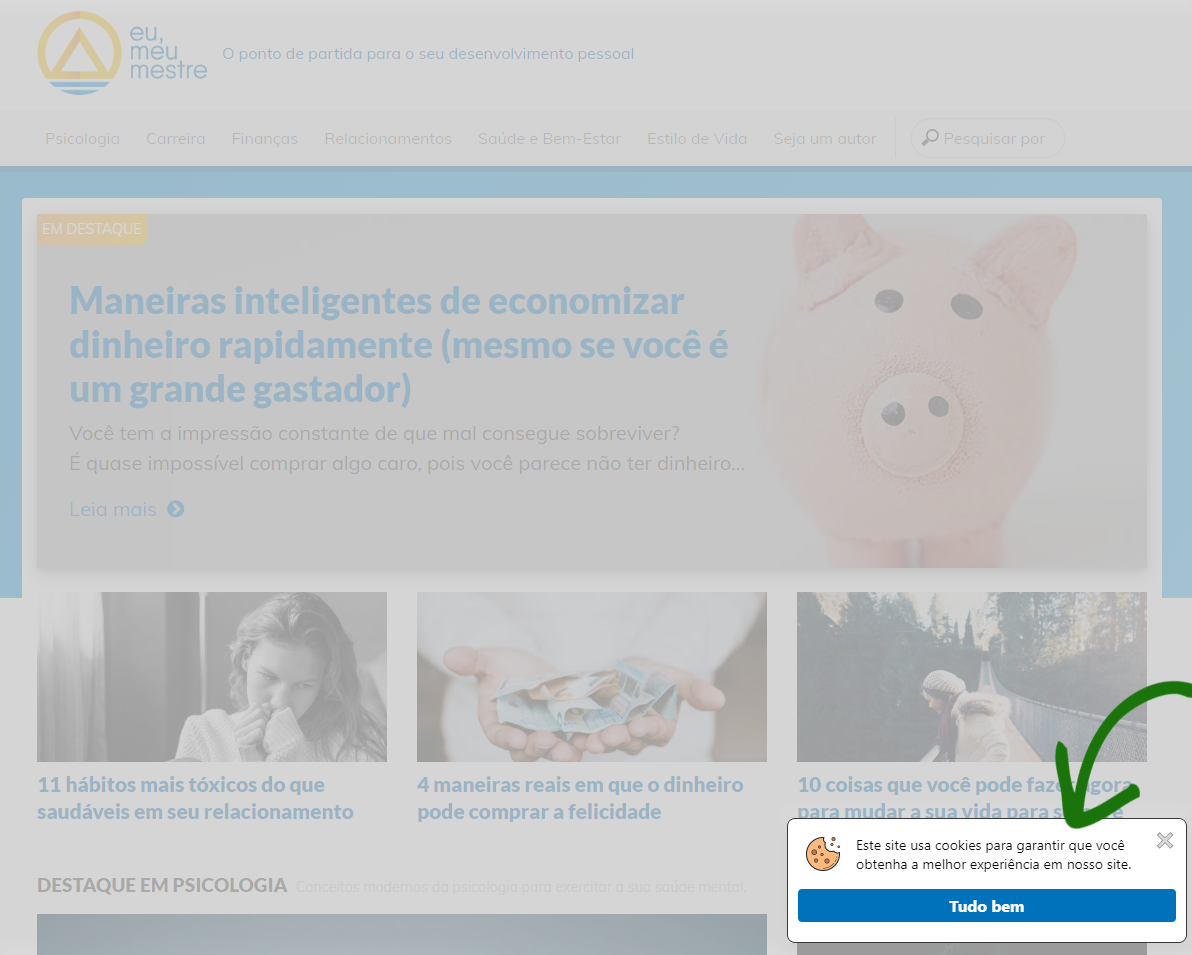 eu,
meu
mestre
O ponto de partida para o seu desenvolvimento pessoal
Psicologia Carreira Finanças Relacionamentos Saúde e Bem-Estar Estilo de Vida Seja um autor Pesquisar por
EM DESTAQUE
Maneiras inteligentes de economizar
dinheiro rapidamente (mesmo se você é
um grande gastador)
Você tem a impressão constante de que mal consegue sobreviver?
É quase impossível comprar algo caro, pois você parece não ter dinheiro...
Leia mais
11 hábitos mais tóxicos do que
saudáveis em seu relacionamento
4 maneiras reais em que o dinheiro
pode comprar a felicidade
10 coisas que você pode fazer agora
para mudar a sua vida para
DESTAQUE EM PSICOLOGIA Conceitos modernos da psicologia para exercitar a sua saúde mental.
Este site usa cookies para garantir que você
obtenha a melhor experiência em nosso site.
Tudo bem